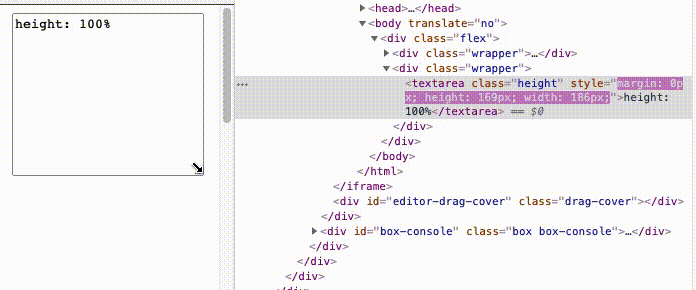 height: 100%
▶<head>…</head>
▼<body translate="no">
▼<div class="flex">
▶<div class="wrapper">…</div>
▼<div class="wrapper">
… <textarea class="height" style="margin: 0p
x; height: 169px; width: 186px;">height:
100%</textarea> == $0
</div>
</div>
</body>
</html>
</iframe>
<div id="editor-drag-cover" class="drag-cover"></div>
</div>
▶<div id="box-console" class="box box-console">…</div>
</div>
</div>
</div>